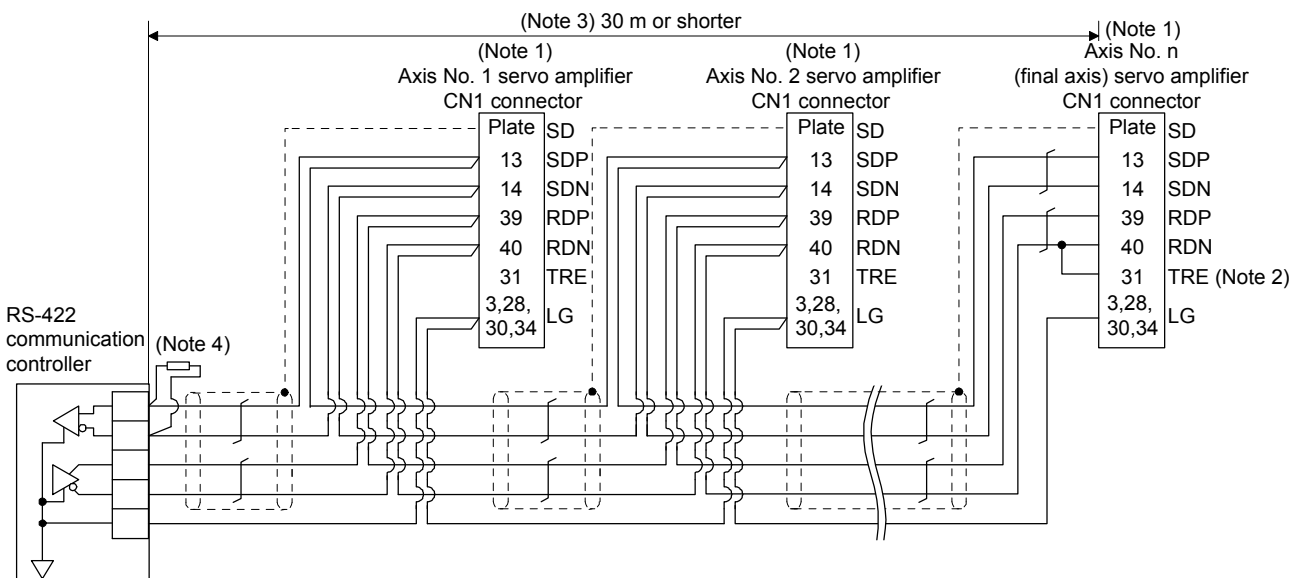 (Note 3) 30 m or shorter
(Note 1)
Axis No. 1 servo amplifier
CN1 connector
Plate SD
13 SDP
14 SDN
39 RDP
40 RDN
31 TRE
3,28,
30,34 LG
(Note 1)
Axis No. 2 servo amplifier
CN1 connector
Plate SD
13 SDP
14 SDN
39 RDP
40 RDN
31 TRE
3,28,
30,34 LG
(Note 1)
Axis No. n
(final axis) servo amplifier
CN1 connector
Plate SD
13 SDP
14 SDN
39 RDP
40 RDN
31 TRE (Note 2)
3,28,
30,34 LG
RS-422
communication
controller
(Note 4)